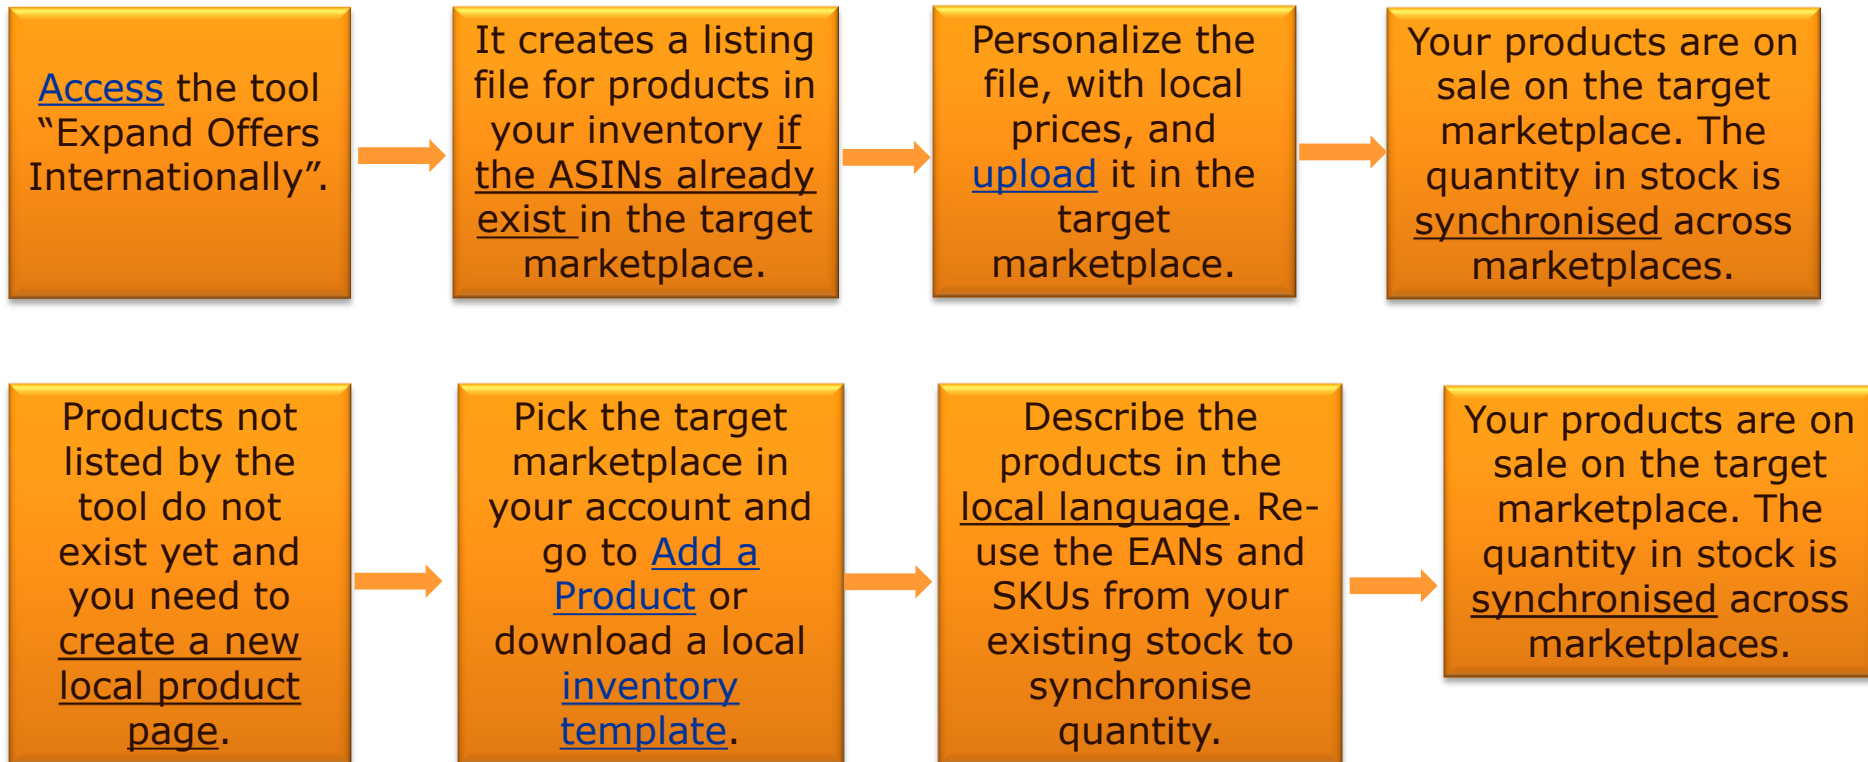 Access the tool
“Expand Offers
Internationally”.
It creates a listing
file for products in
your inventory if
the ASINs already
exist in the target
marketplace.
Personalize the
file, with local
prices, and
upload it in the
target
marketplace.
Your products are on
sale on the target
marketplace. The
quantity in stock is
synchronised across
marketplaces.
Products not
listed by the
tool do not
exist yet and
you need to
create a new
local product
page.
Pick the target
marketplace in
your account and
go to Add a
Product or
download a local
inventory
template.
Describe the
products in the
local language. Re-
use the EANs and
SKUs from your
existing stock to
synchronise
quantity.
Your products are on
sale on the target
marketplace. The
quantity in stock is
synchronised across
marketplaces.